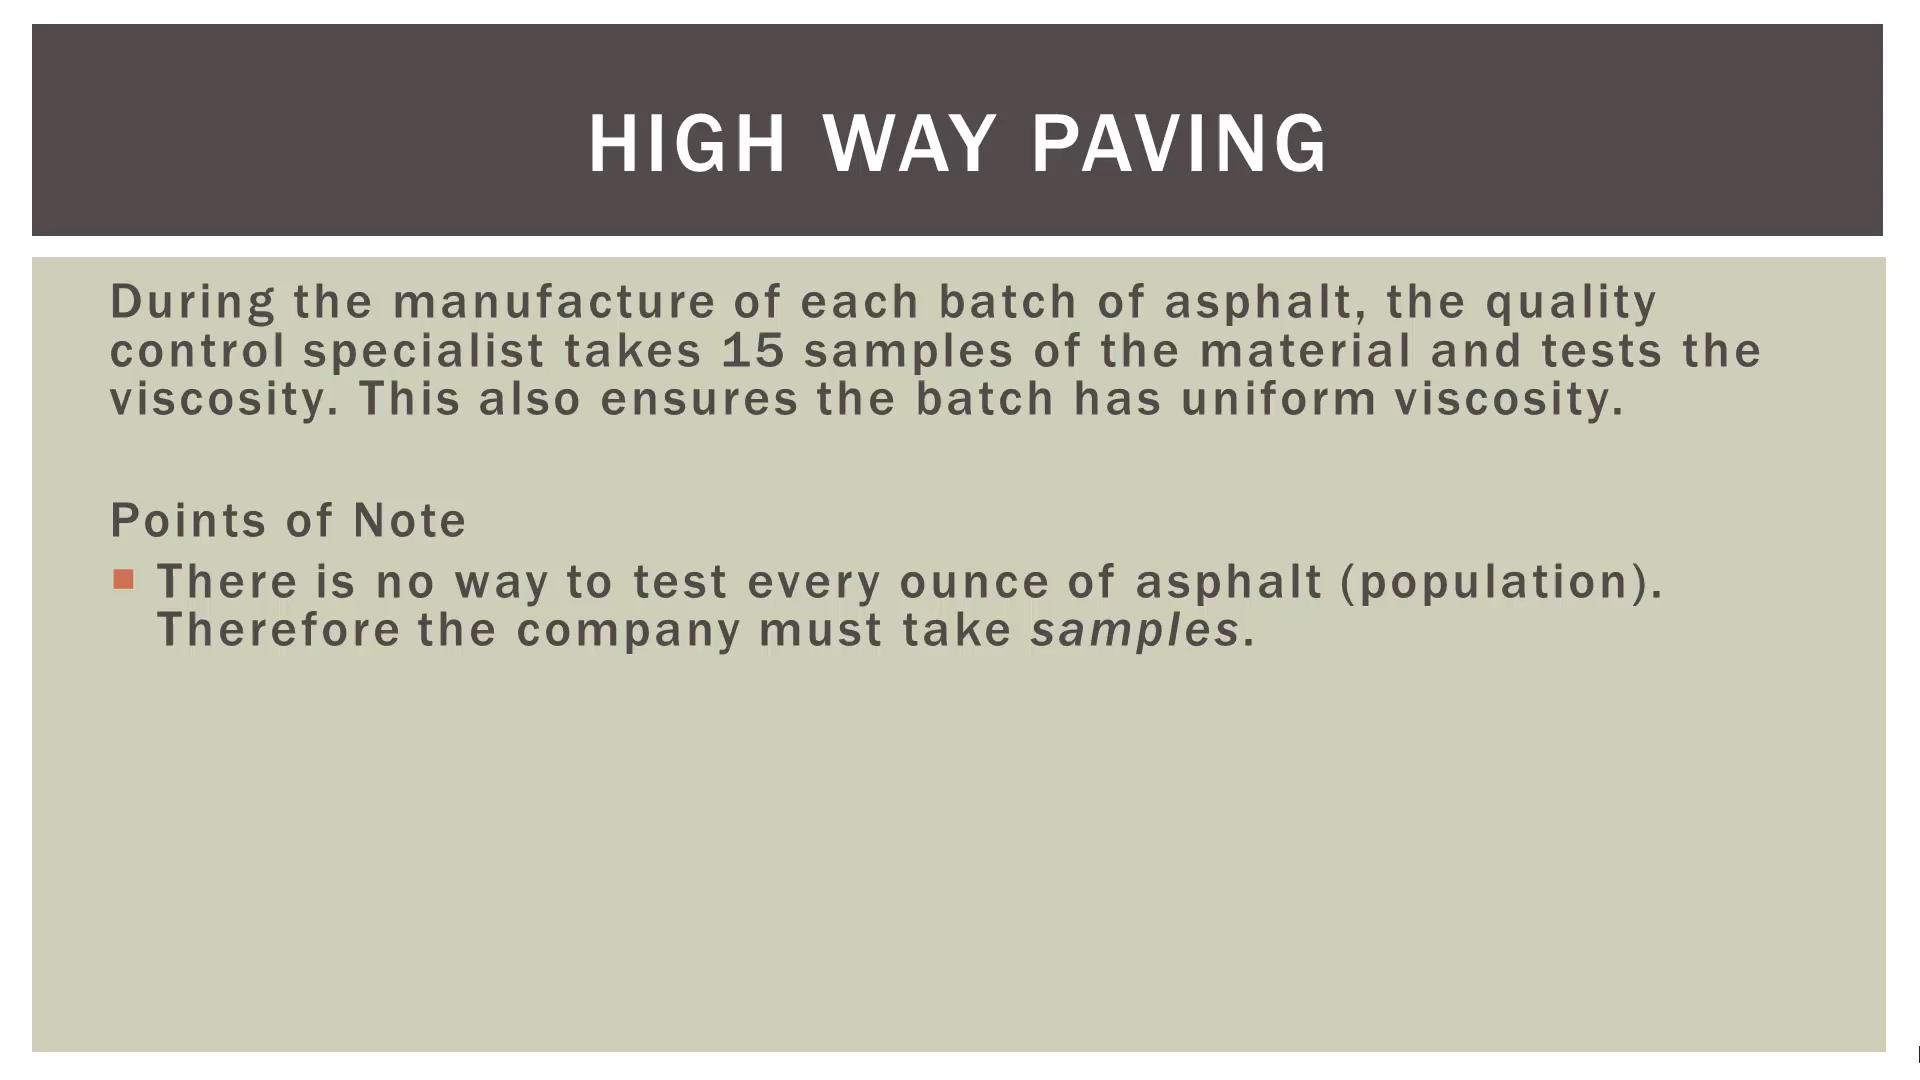 HIGH WAY PAVING
During the manufacture of each batch of asphalt, the quality
control specialist takes 15 samples of the material and tests the
viscosity. This also ensures the batch has uniform viscosity.
Points of Note
There is no way to test every ounce of asphalt (population).
Therefore the company must take samples.